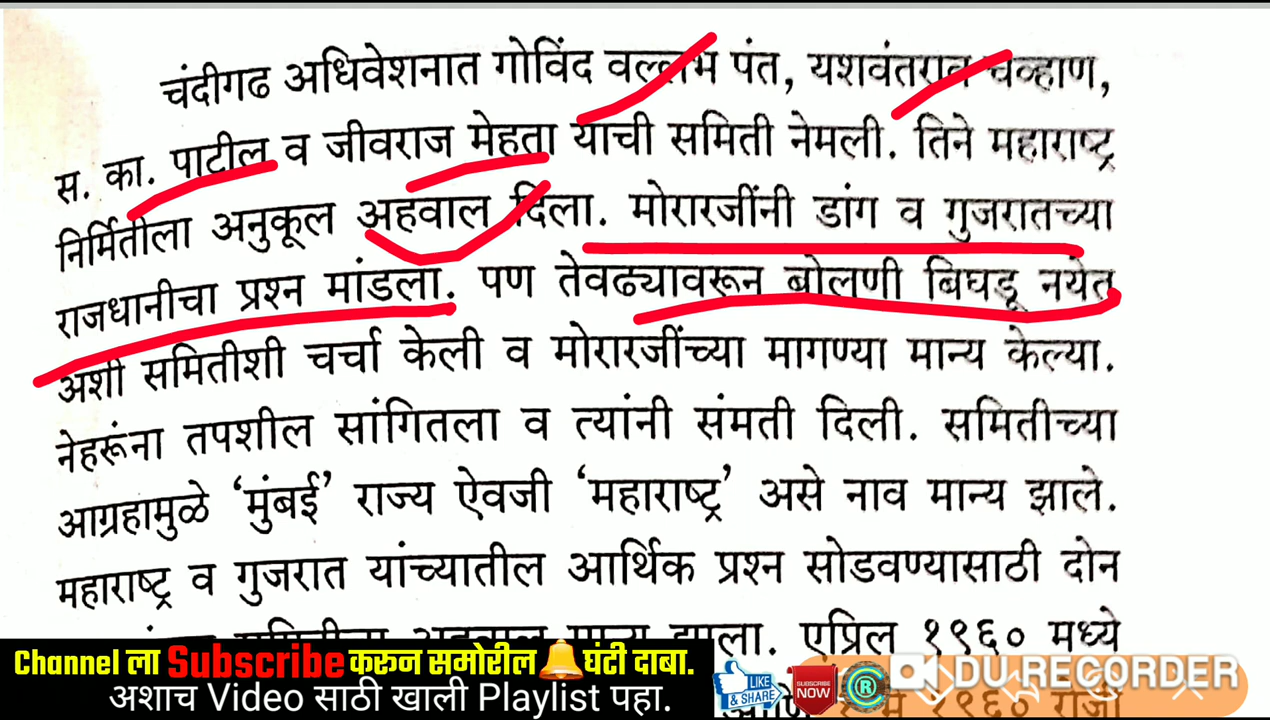 चंदीगढ अधिवेशनात गोविंद वल्लभ पंत, यशवंतराव चव्हाण,
स. का. पाटील व जीवराज मेहता याची समिती नेमली. तिने महाराष्ट्र
निर्मितीला अनुकूल अहवाल दिला. मोरारजींनी डांग व गुजरातच्या
राजधानीचा प्रश्न मांडला. पण तेवढ्यावरून बोलणी बिघडू नयेत
अशी समितीशी चर्चा केली व मोरारजींच्या मागण्या मान्य केल्या.
नेहरूंना तपशील सांगितला व त्यांनी संमती दिली. समितीच्या
आग्रहामुळे ‘मुंबई’ राज्य ऐवजी ‘महाराष्ट्र’ असे नाव मान्य झाले.
महाराष्ट्र व गुजरात यांच्यातील आर्थिक प्रश्न सोडवण्यासाठी दोन
समितीचा अहवाल मान्य झाला. एप्रिल १९६० मध्ये
१९६० राजी
Channel ला Subscribe करून समोरील घंटी दाबा.
अशाच Video साठी खाली Playlist पहा.
LIKE & SHARE
SUBSCRIBE NOW
R
DU RECORDER